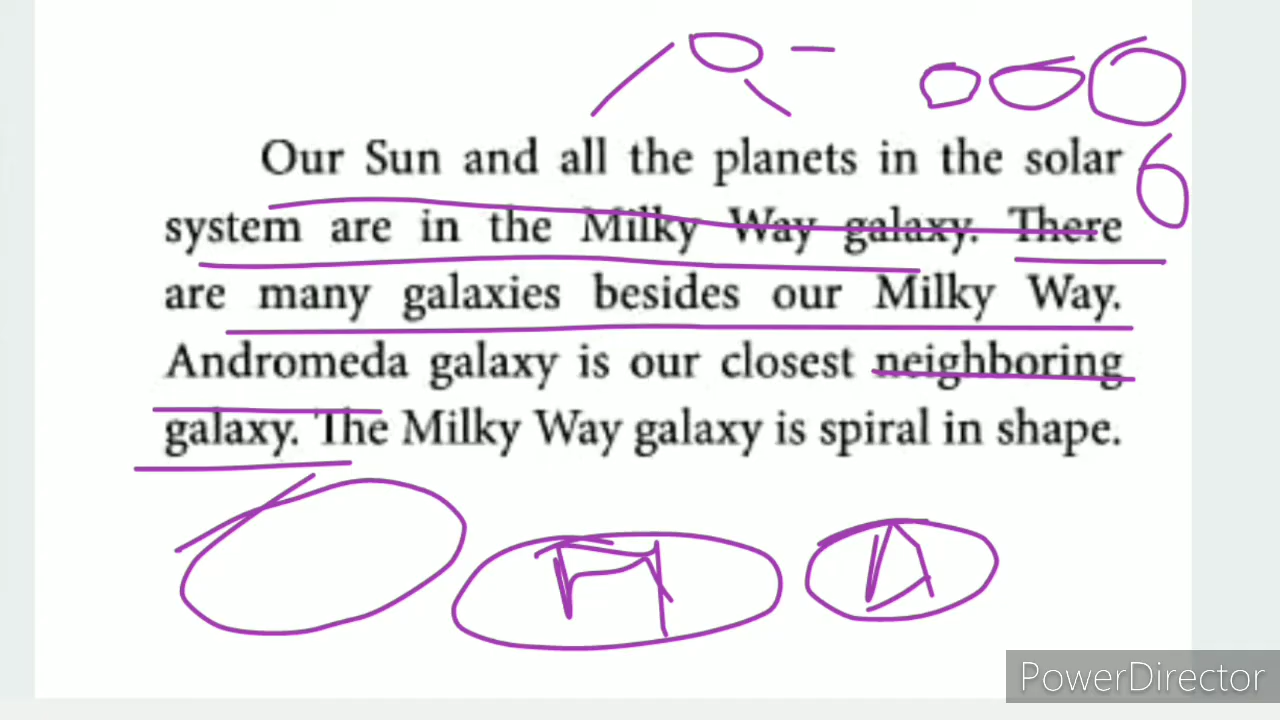 Our Sun and all the planets in the solar
system are in the Milky Way galaxy. There
are many galaxies besides our Milky Way.
Andromeda galaxy is our closest neighboring
galaxy. The Milky Way galaxy is spiral in shape.
M
A
PowerDirector